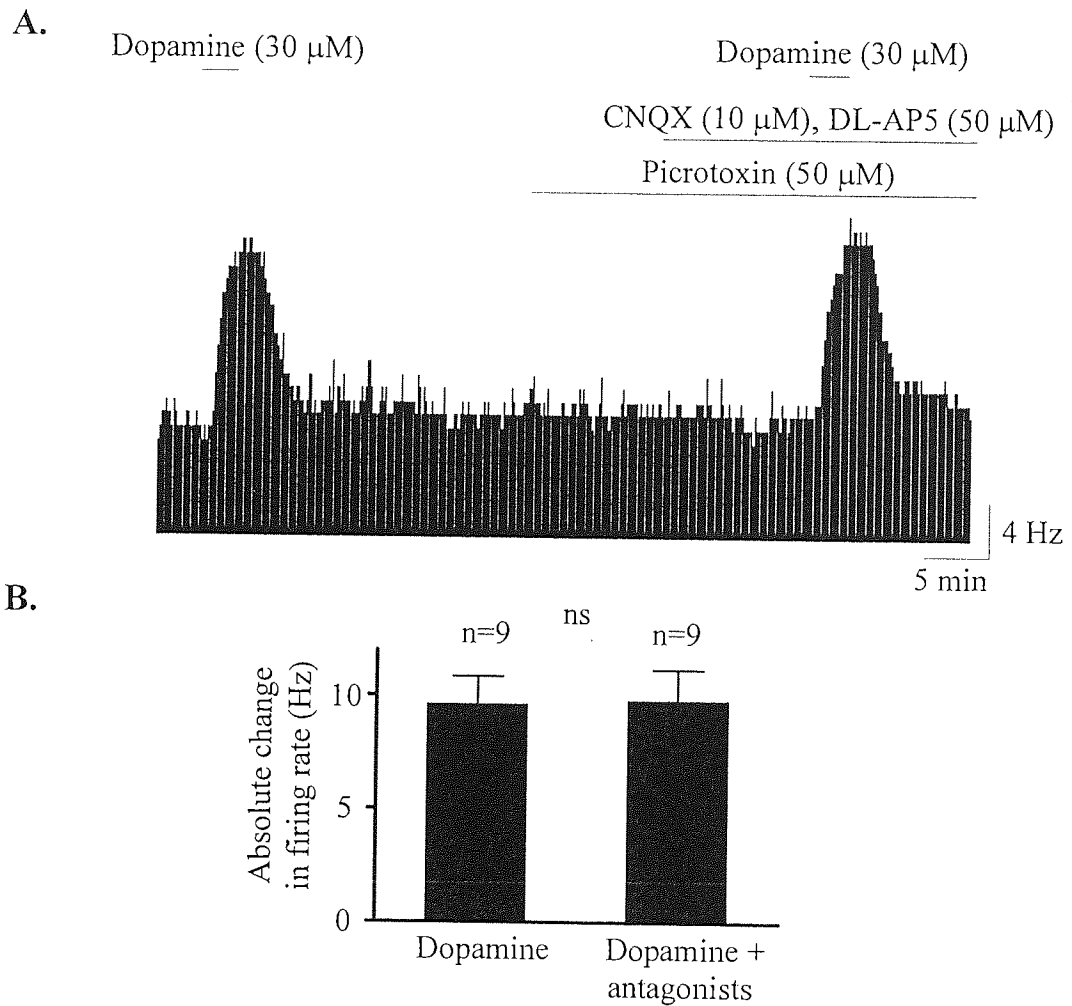 A.
Dopamine (30 µM)
Dopamine (30 µM)
CNQX (10 µM), DL-AP5 (50 µM)
Picrotoxin (50 µM)
4 Hz
5 min
B.
ns
n=9
n=9
Absolute change
in firing rate (Hz)
10
5
0
Dopamine
Dopamine +
antagonists